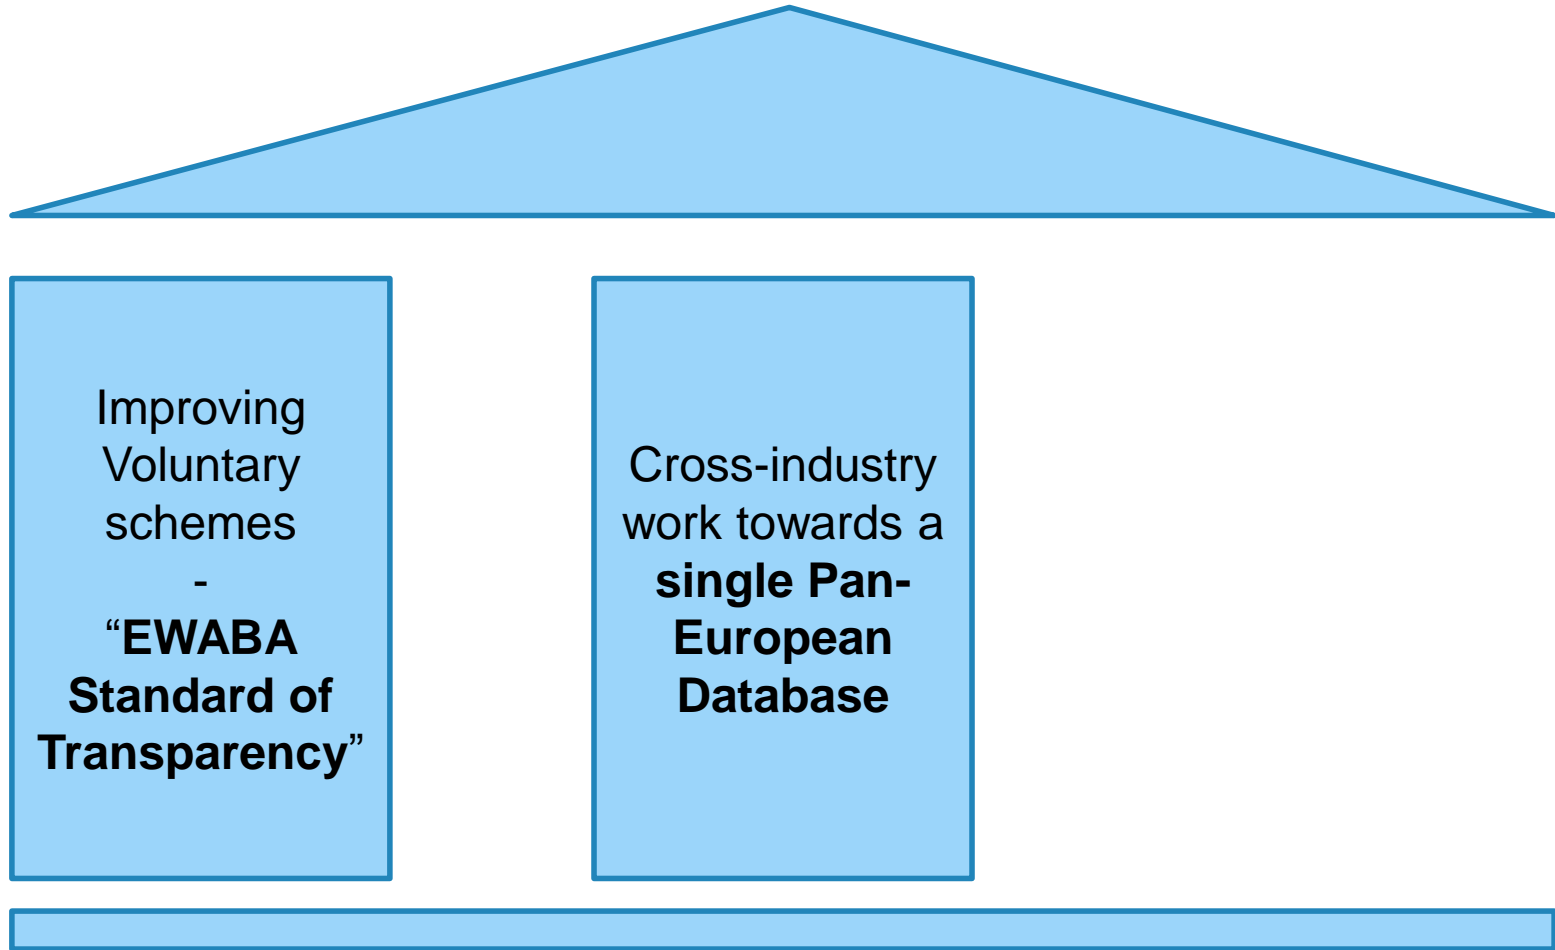 Improving
Voluntary
schemes
-
“EWABA
Standard of
Transparency”
Cross-industry
work towards a
single Pan-
European
Database